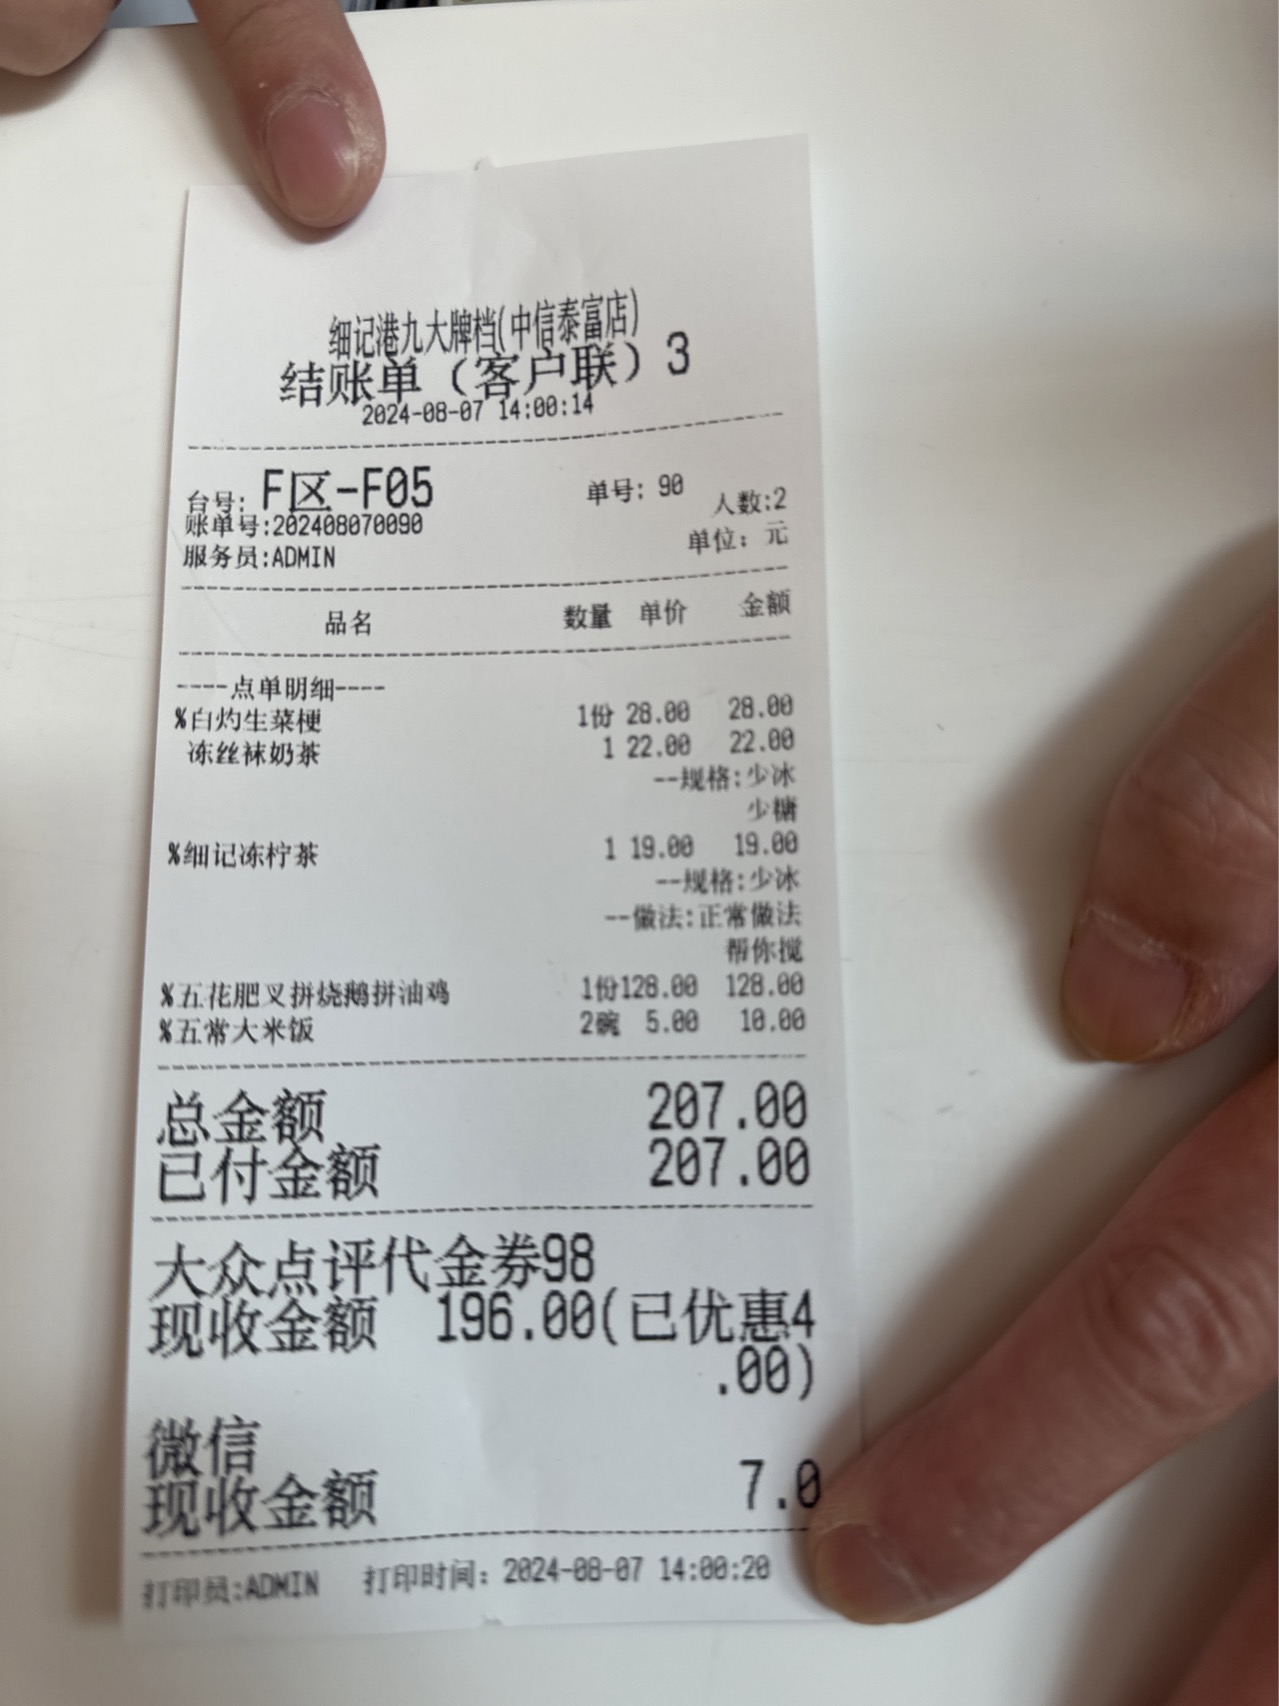 细记港九大牌档(中信泰富店)
结账单（客户联）3
2024-08-07 14:00:14
台号: F区-F05 单号: 90
账单号:202408070090 人数:2
服务员:ADMIN 单位: 元
品名 数量 单价 金额
----点单明细----
%白灼生菜梗 1份 28.00 28.00
冻丝袜奶茶 1 22.00 22.00
--规格:少冰
少糖
%细记冻柠茶 1 19.00 19.00
--规格:少冰
--做法:正常做法
帮你搅
%五花肥叉拼烧鹅拼油鸡 1份128.00 128.00
%五常大米饭 2碗 5.00 10.00
总金额 207.00
已付金额 207.00
大众点评代金券98
现收金额 196.00(已优惠4
.00)
微信
现收金额 7.0
打印员:ADMIN 打印时间: 2024-08-07 14:00:20